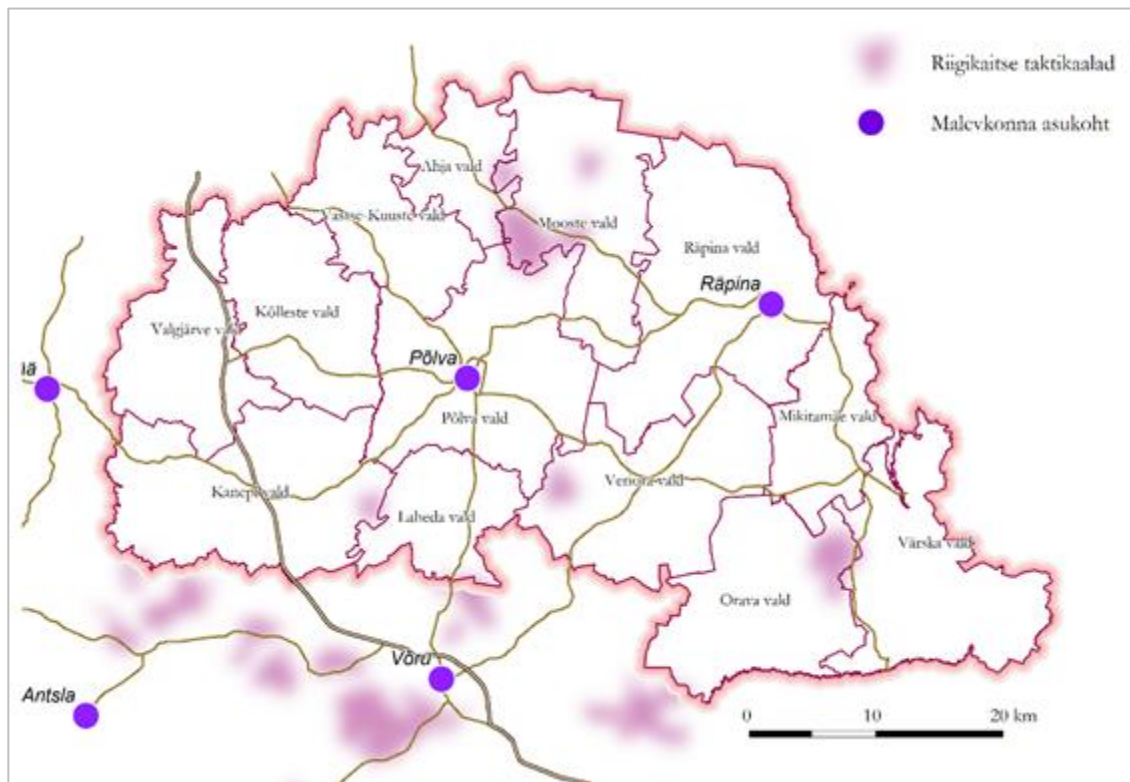 Riigikaitse taktikaalad
Malevkonna asukoht
Ahja vald
Vastse-Kuuste vald
Mooste vald
Räpina vald
Räpina
Kõlleste vald
Valgjärve vald
Põlva
ä
Põlva vald
Mikitamäe vald
Kanepi vald
Veriora vald
Laheda vald
Värska vald
Orava vald
Võru
Antsla
0 10 20 km